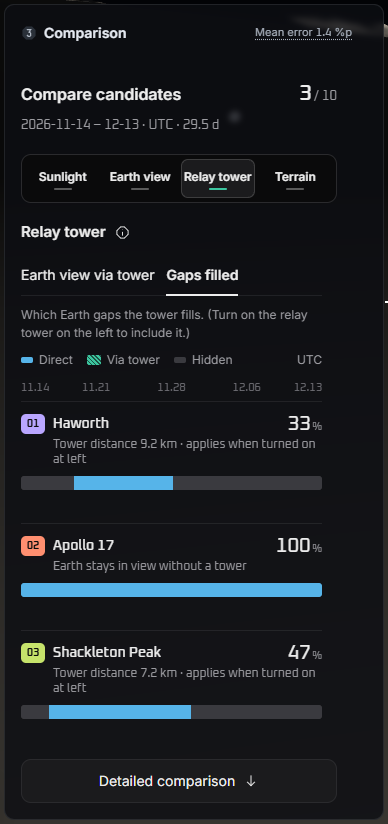 3 Comparison Mean error 1.4 %p
Compare candidates 3 / 10
2026-11-14 – 12-13 · UTC · 29.5 d
Sunlight Earth view Relay tower Terrain
Relay tower
Earth view via tower Gaps filled
Which Earth gaps the tower fills. (Turn on the relay
tower on the left to include it.)
Direct Via tower Hidden UTC
11.14 11.21 11.28 12.06 12.13
01 Haworth 33%
Tower distance 9.2 km · applies when turned on
at left
02 Apollo 17 100%
Earth stays in view without a tower
03 Shackleton Peak 47%
Tower distance 7.2 km · applies when turned on
at left
Detailed comparison ↓